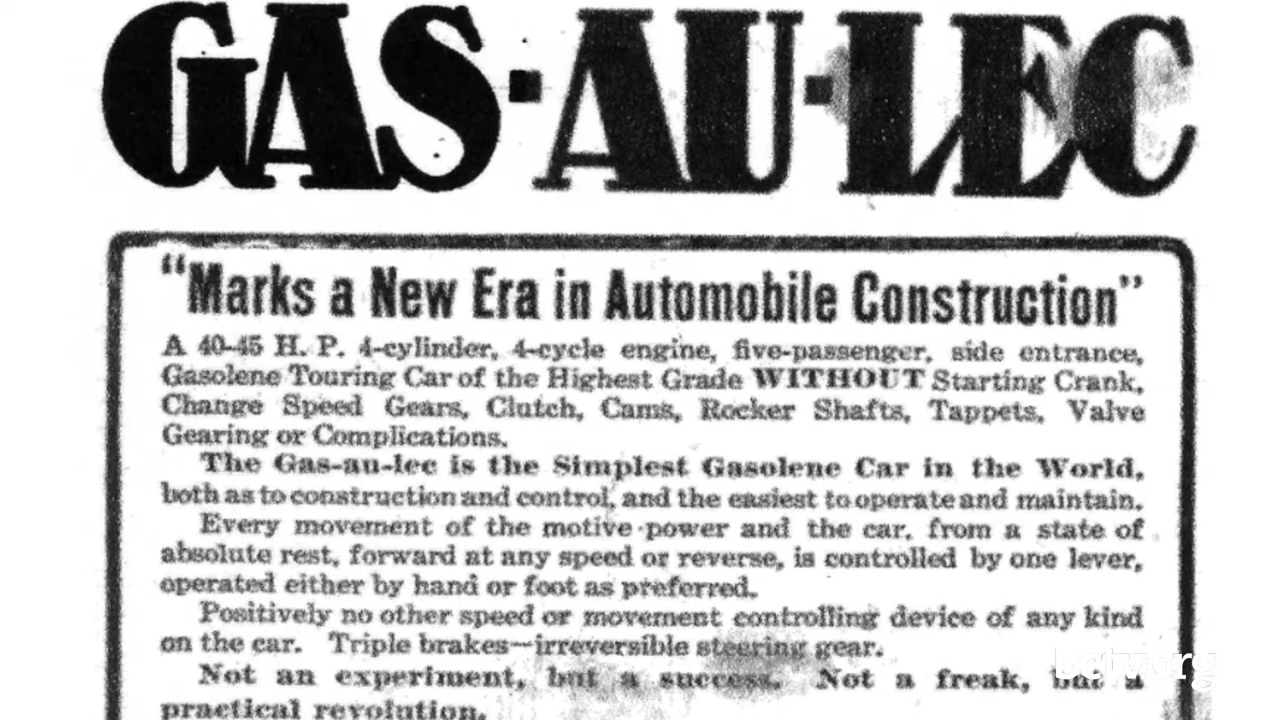 GAS-AU-LEC
"Marks a New Era in Automobile Construction"
A 40-45 H. P. 4-cylinder, 4-cycle engine, five-passenger, side entrance,
Gasolene Touring Car of the Highest Grade WITHOUT Starting Crank,
Change Speed Gears, Clutch, Cams, Rocker Shafts, Tappets, Valve
Gearing or Complications.
The Gas-au-lec is the Simplest Gasolene Car in the World,
both as to construction and control, and the easiest to operate and maintain.
Every movement of the motive power and the car, from a state of
absolute rest, forward at any speed or reverse, is controlled by one lever,
operated either by hand or foot as preferred.
Positively no other speed or movement controlling device of any kind
on the car. Triple brakes—irreversible steering gear.
Not an experiment, but a success. Not a freak, but a
practical revolution.
bctv.org